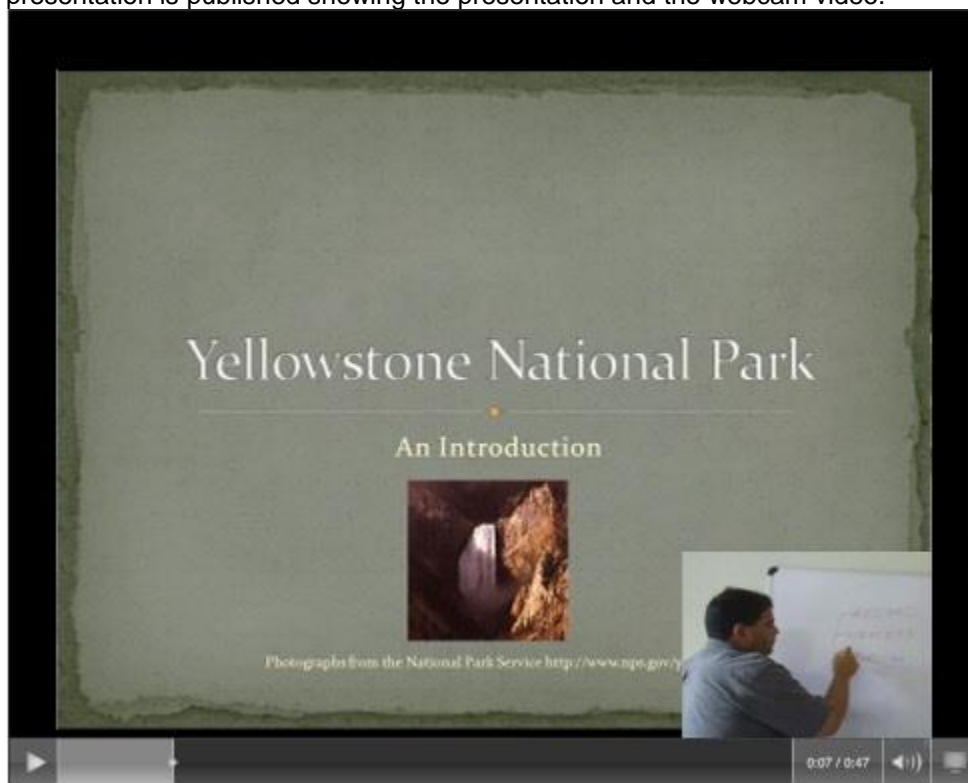 presentation is published showing the presentation and the webcam video.
Yellowstone National Park
An Introduction
Photographs from the National Park Service http://www.nps.gov/
0:07 / 0:47